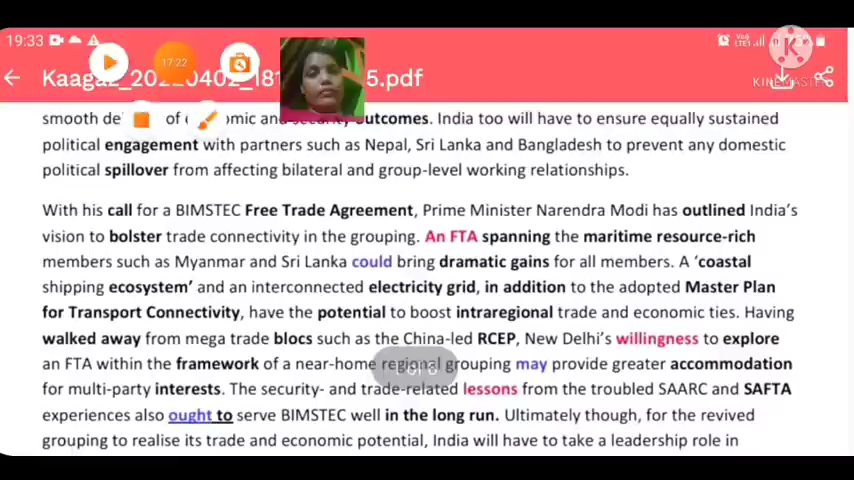 19:33
17:22
Kaagaz_20220402_181 5.pdf
KINEMASTER
smooth of and outcomes. India too will have to ensure equally sustained
political engagement with partners such as Nepal, Sri Lanka and Bangladesh to prevent any domestic
political spillover from affecting bilateral and group-level working relationships.
With his call for a BIMSTEC Free Trade Agreement, Prime Minister Narendra Modi has outlined India's
vision to bolster trade connectivity in the grouping. An FTA spanning the maritime resource-rich
members such as Myanmar and Sri Lanka could bring dramatic gains for all members. A 'coastal
shipping ecosystem' and an interconnected electricity grid, in addition to the adopted Master Plan
for Transport Connectivity, have the potential to boost intraregional trade and economic ties. Having
walked away from mega trade blocs such as the China-led RCEP, New Delhi's willingness to explore
an FTA within the framework of a near-home regional grouping may provide greater accommodation
for multi-party interests. The security- and trade-related lessons from the troubled SAARC and SAFTA
experiences also ought to serve BIMSTEC well in the long run. Ultimately though, for the revived
grouping to realise its trade and economic potential, India will have to take a leadership role in